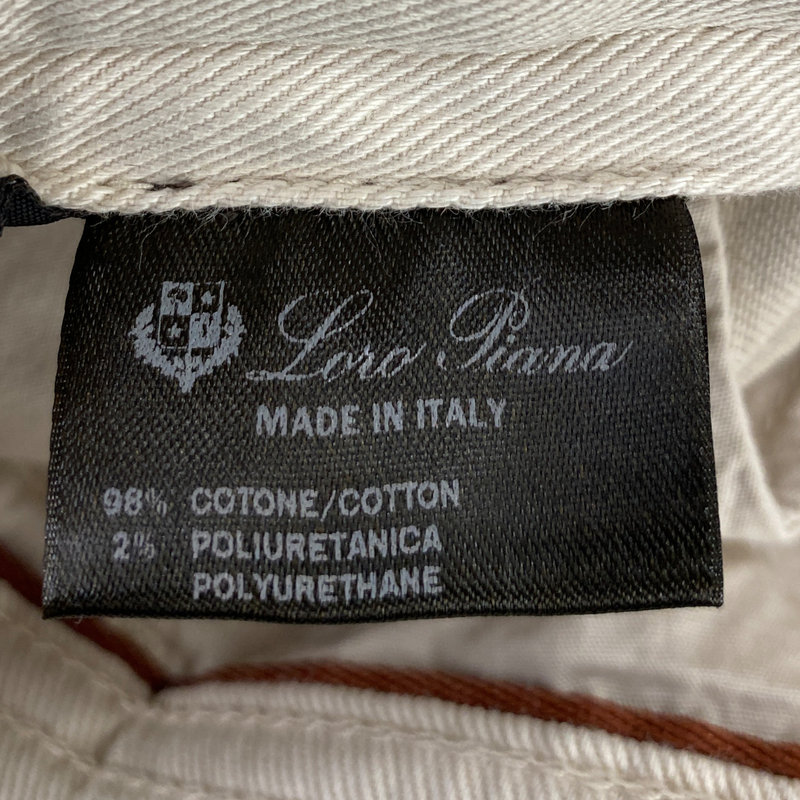 Loro Piana
MADE IN ITALY
98% COTONE/COTTON
2% POLIURETANICA
POLYURETHANE